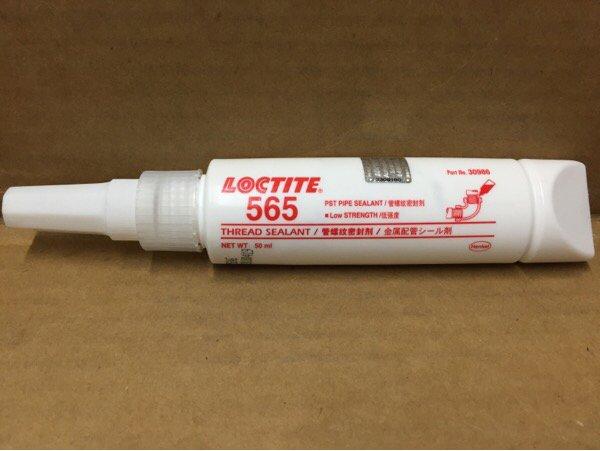 Part No. 30986
LOCTITE.
565
PST PIPE SEALANT / 管螺纹密封剂
■ Low STRENGTH /低强度
THREAD SEALANT / 管螺纹密封剂 / 金属配管シール剤
NET WT 50 ml
Henkel